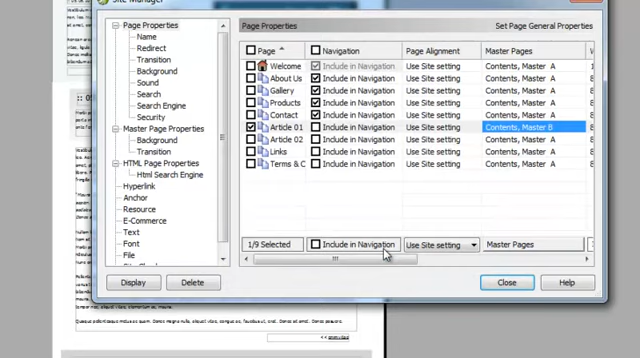 Site Manager
Page Properties
Name
Redirect
Transition
Background
Sound
Search
Search Engine
Security
Master Page Properties
Background
Transition
HTML Page Properties
Html Search Engine
Hyperlink
Anchor
Resource
E-Commerce
Text
Font
File
Page Properties Set Page General Properties
Page Navigation Page Alignment Master Pages
Welcome Include in Navigation Use Site setting Contents, Master A
About Us Include in Navigation Use Site setting Contents, Master A
Gallery Include in Navigation Use Site setting Contents, Master A
Products Include in Navigation Use Site setting Contents, Master A
Contact Include in Navigation Use Site setting Contents, Master A
Article 01 Include in Navigation Use Site setting Contents, Master B
Article 02 Include in Navigation Use Site setting Contents, Master A
Links Include in Navigation Use Site setting Contents, Master A
Terms & C Include in Navigation Use Site setting Contents, Master A
1/9 Selected Include in Navigation Use Site setting Master Pages
Display Delete Close Help